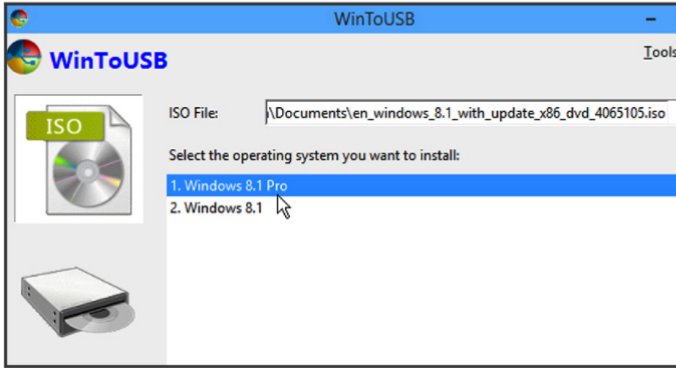 WinToUSB
WinToUSB
Tools
ISO
ISO File:
\Documents\en_windows_8.1_with_update_x86_dvd_4065105.iso
Select the operating system you want to install:
1. Windows 8.1 Pro
2. Windows 8.1